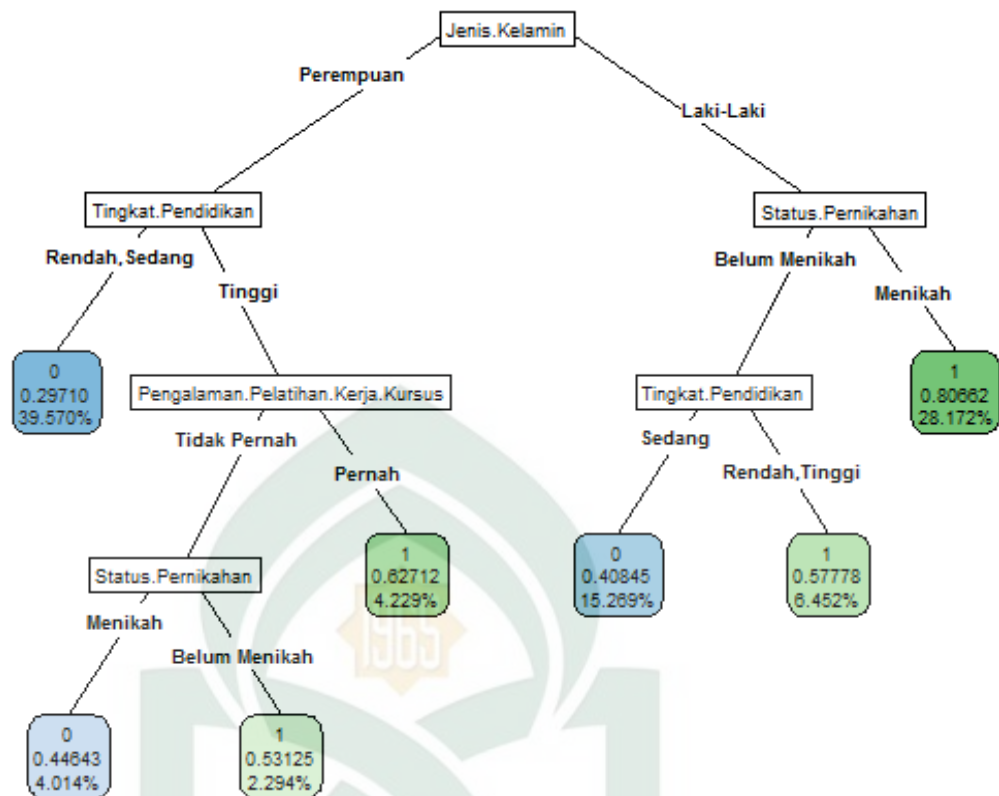 Jenis.Kelamin
Perempuan
Laki-Laki
Tingkat.Pendidikan
Status.Pernikahan
Rendah,Sedang
Tinggi
Belum Menikah
Menikah
0
0.29710
39.570%
Pengalaman.Pelatihan.Kerja.Kursus
Tingkat.Pendidikan
1
0.80662
28.172%
Tidak Pernah
Pernah
Sedang
Rendah,Tinggi
Status.Pernikahan
1
0.62712
4.229%
0
0.40845
15.269%
1
0.57778
6.452%
Menikah
Belum Menikah
0
0.44643
4.014%
1
0.53125
2.294%
1965